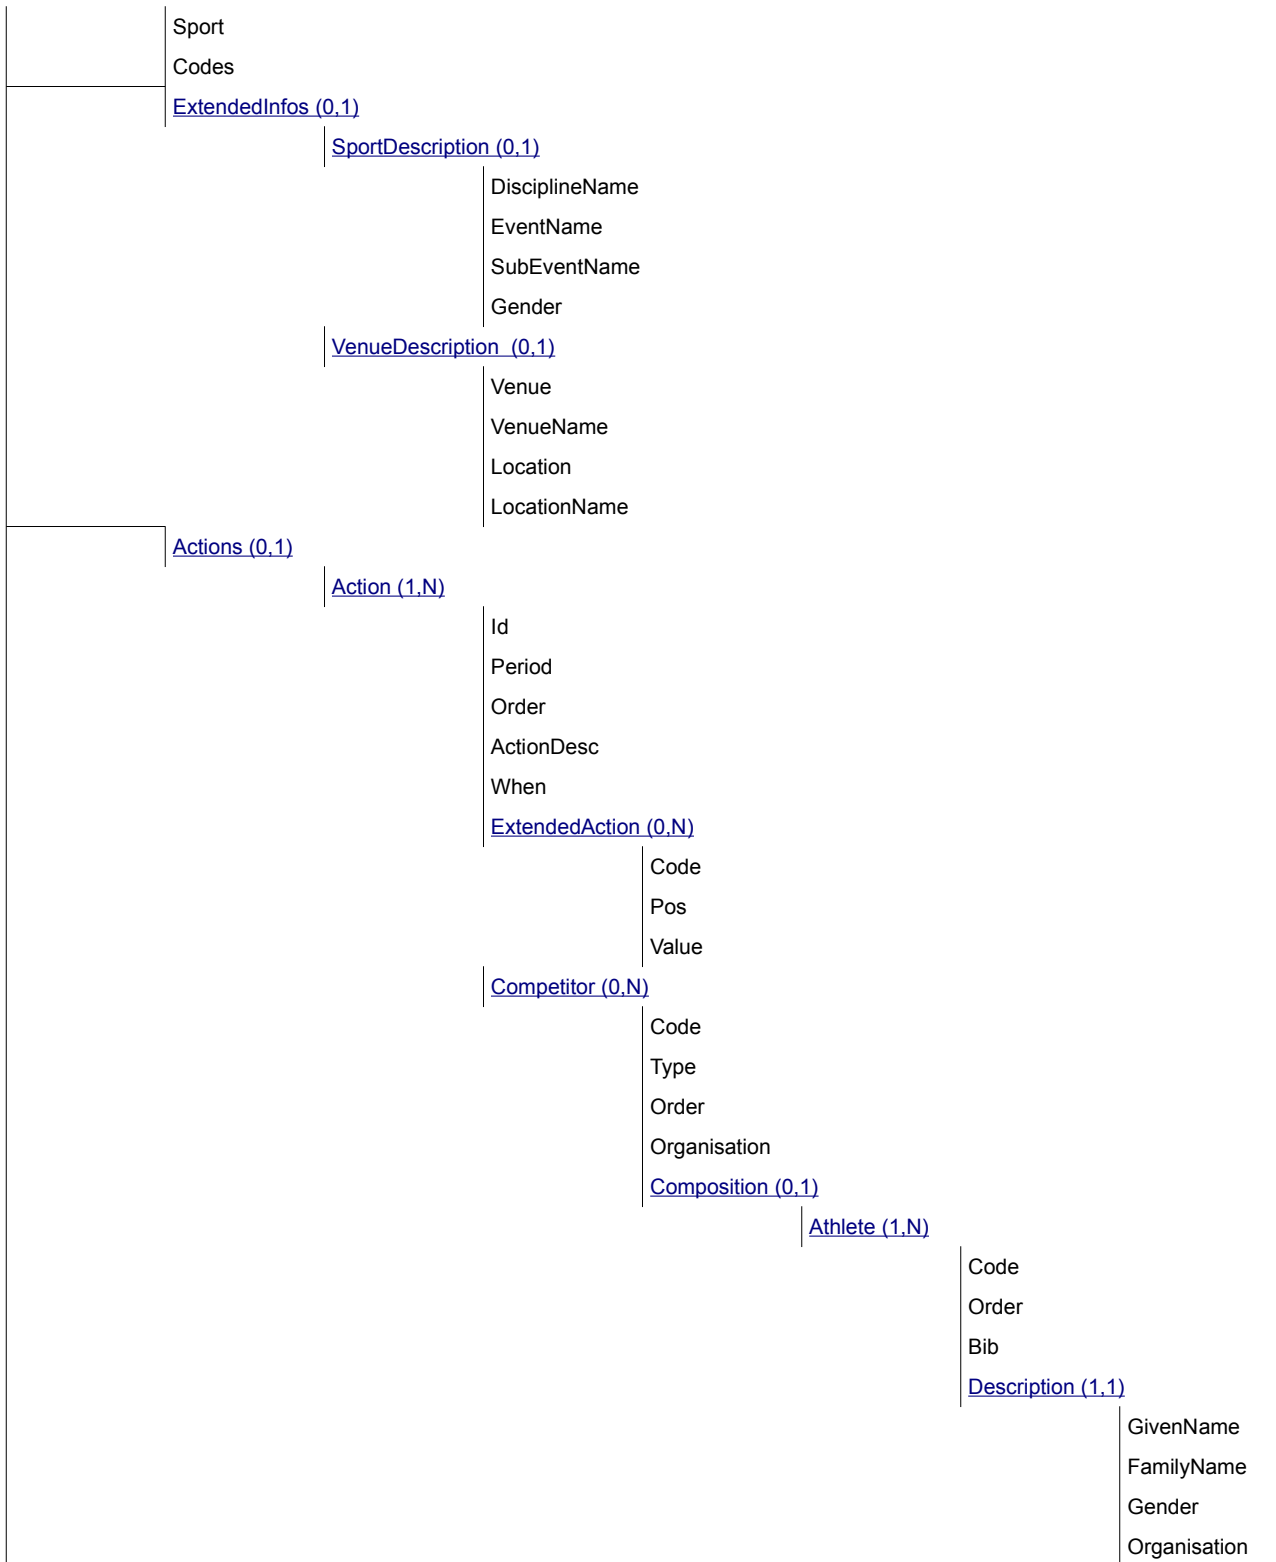 Sport
Codes
ExtendedInfos (0,1)
SportDescription (0,1)
DisciplineName
EventName
SubEventName
Gender
VenueDescription  (0,1)
Venue
VenueName
Location
LocationName
Actions (0,1)
Action (1,N)
Id
Period
Order
ActionDesc
When
ExtendedAction (0,N)
Code
Pos
Value
Competitor (0,N)
Code
Type
Order
Organisation
Composition (0,1)
Athlete (1,N)
Code
Order
Bib
Description (1,1)
GivenName
FamilyName
Gender
Organisation